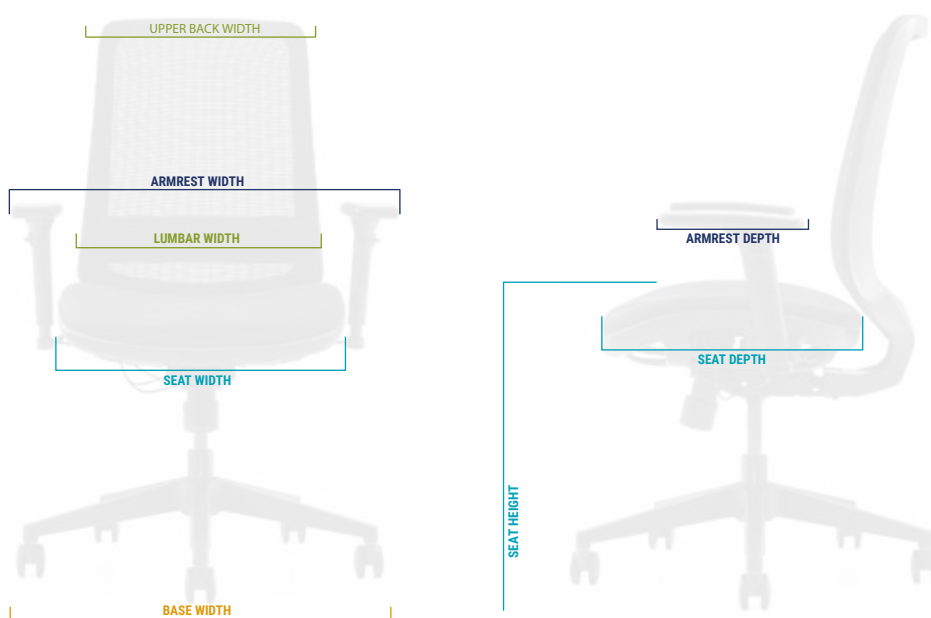 UPPER BACK WIDTH
ARMREST WIDTH
LUMBAR WIDTH
SEAT WIDTH
BASE WIDTH
ARMREST DEPTH
SEAT DEPTH
SEAT HEIGHT